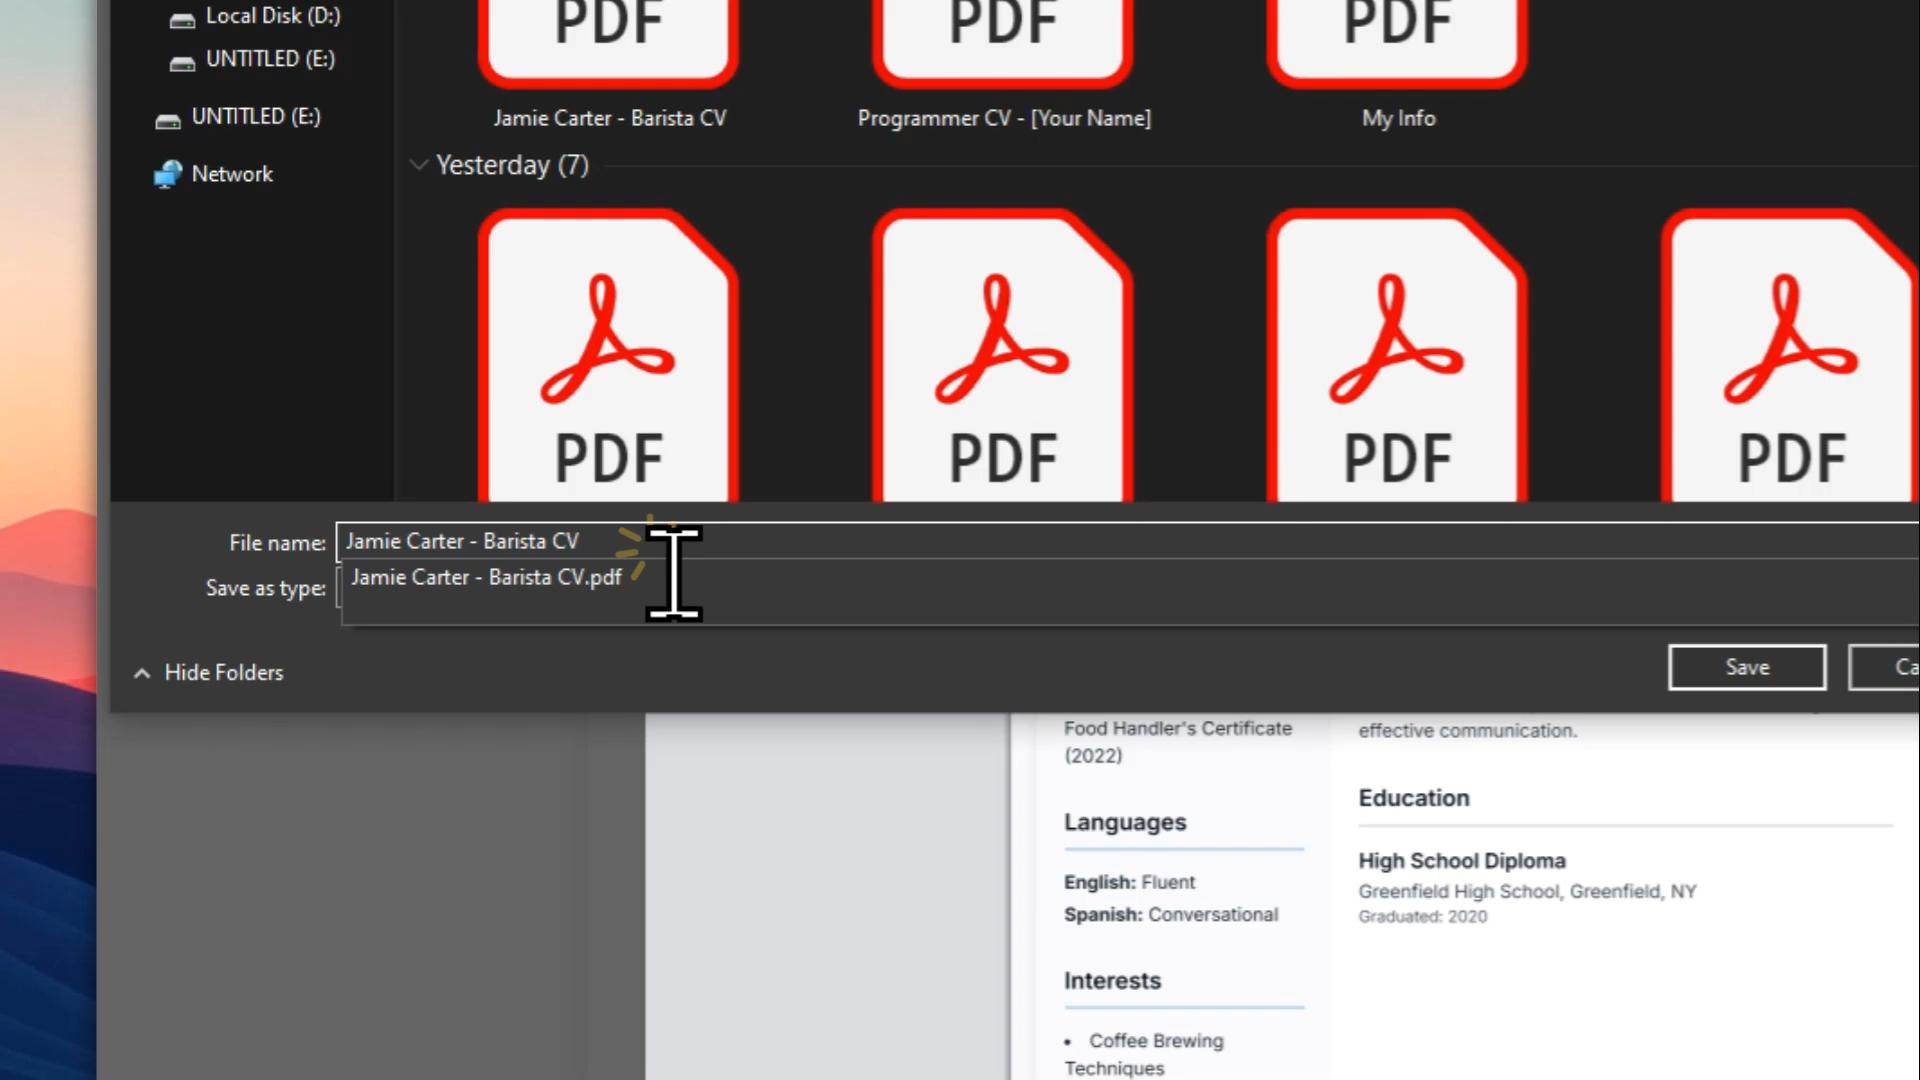 Local Disk (D:)
UNTITLED (E:)
UNTITLED (E:)
Network
PDF
PDF
PDF
Jamie Carter - Barista CV
Programmer CV - [Your Name]
My Info
Yesterday (7)
PDF
PDF
PDF
PDF
File name:
Jamie Carter - Barista CV
Jamie Carter - Barista CV.pdf
Save as type:
Hide Folders
Save
Ca
Food Handler's Certificate
(2022)
Languages
English: Fluent
Spanish: Conversational
Interests
• Coffee Brewing
Techniques
effective communication.
Education
High School Diploma
Greenfield High School, Greenfield, NY
Graduated: 2020